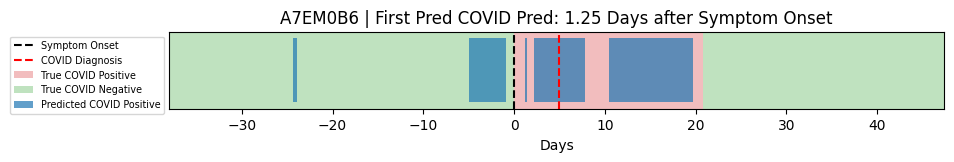 A7EM0B6 | First Pred COVID Pred: 1.25 Days after Symptom Onset
Symptom Onset
COVID Diagnosis
True COVID Positive
True COVID Negative
Predicted COVID Positive
−30 −20 −10 0 10 20 30 40
Days